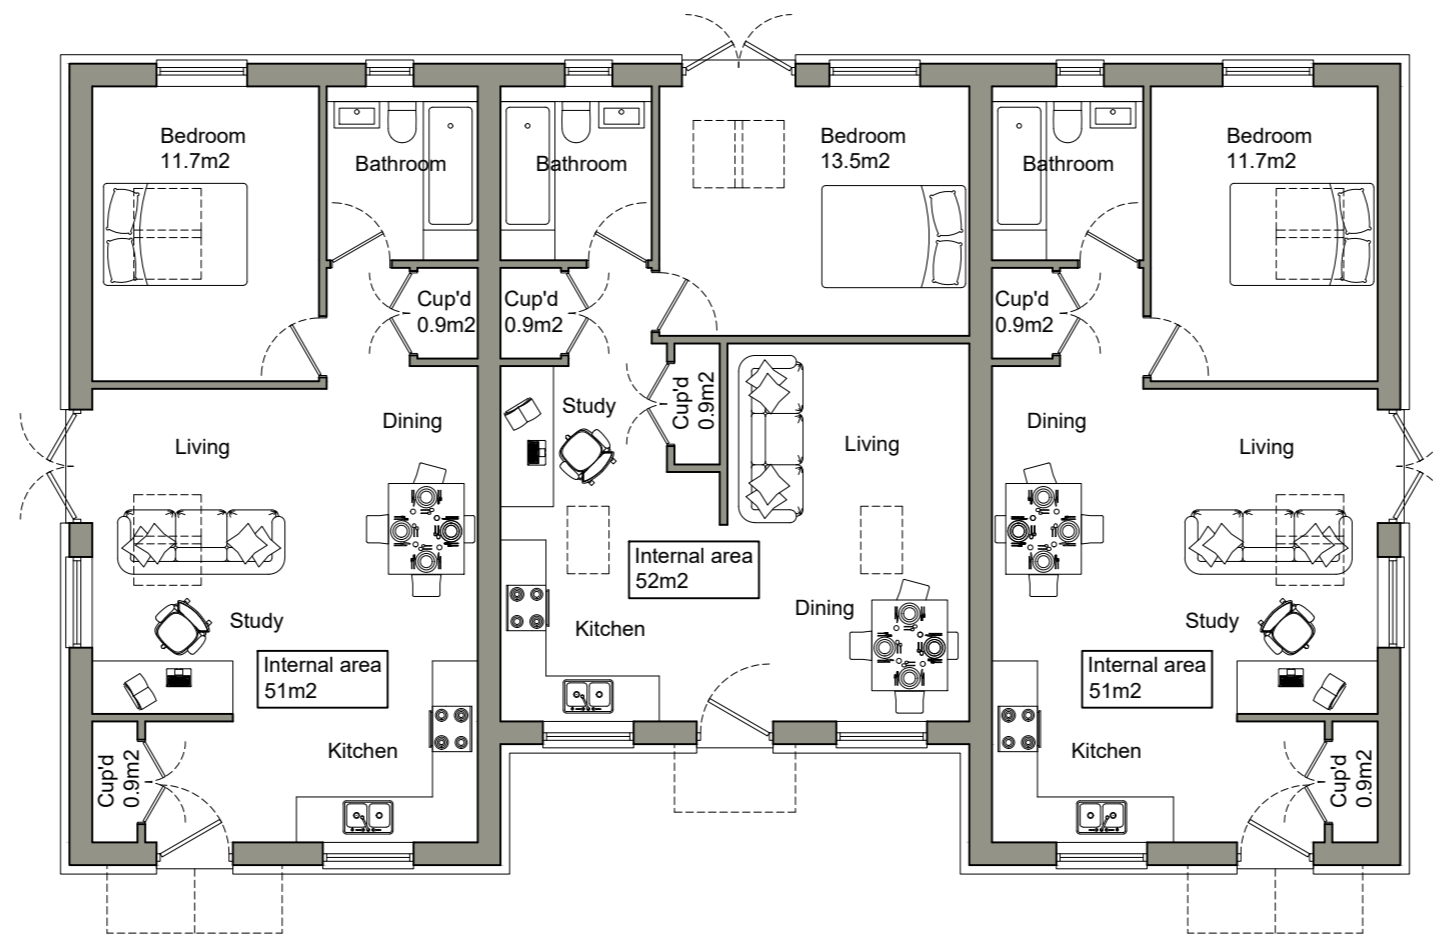 Bedroom
11.7m2
Bathroom
Bathroom
Bedroom
13.5m2
Bathroom
Bedroom
11.7m2
Cup'd
0.9m2
Cup'd
0.9m2
Cup'd
0.9m2
Living
Dining
Study
Cup'd
0.9m2
Living
Dining
Living
Study
Internal area
51m2
Kitchen
Cup'd
0.9m2
Internal area
52m2
Kitchen
Dining
Study
Internal area
51m2
Kitchen
Cup'd
0.9m2